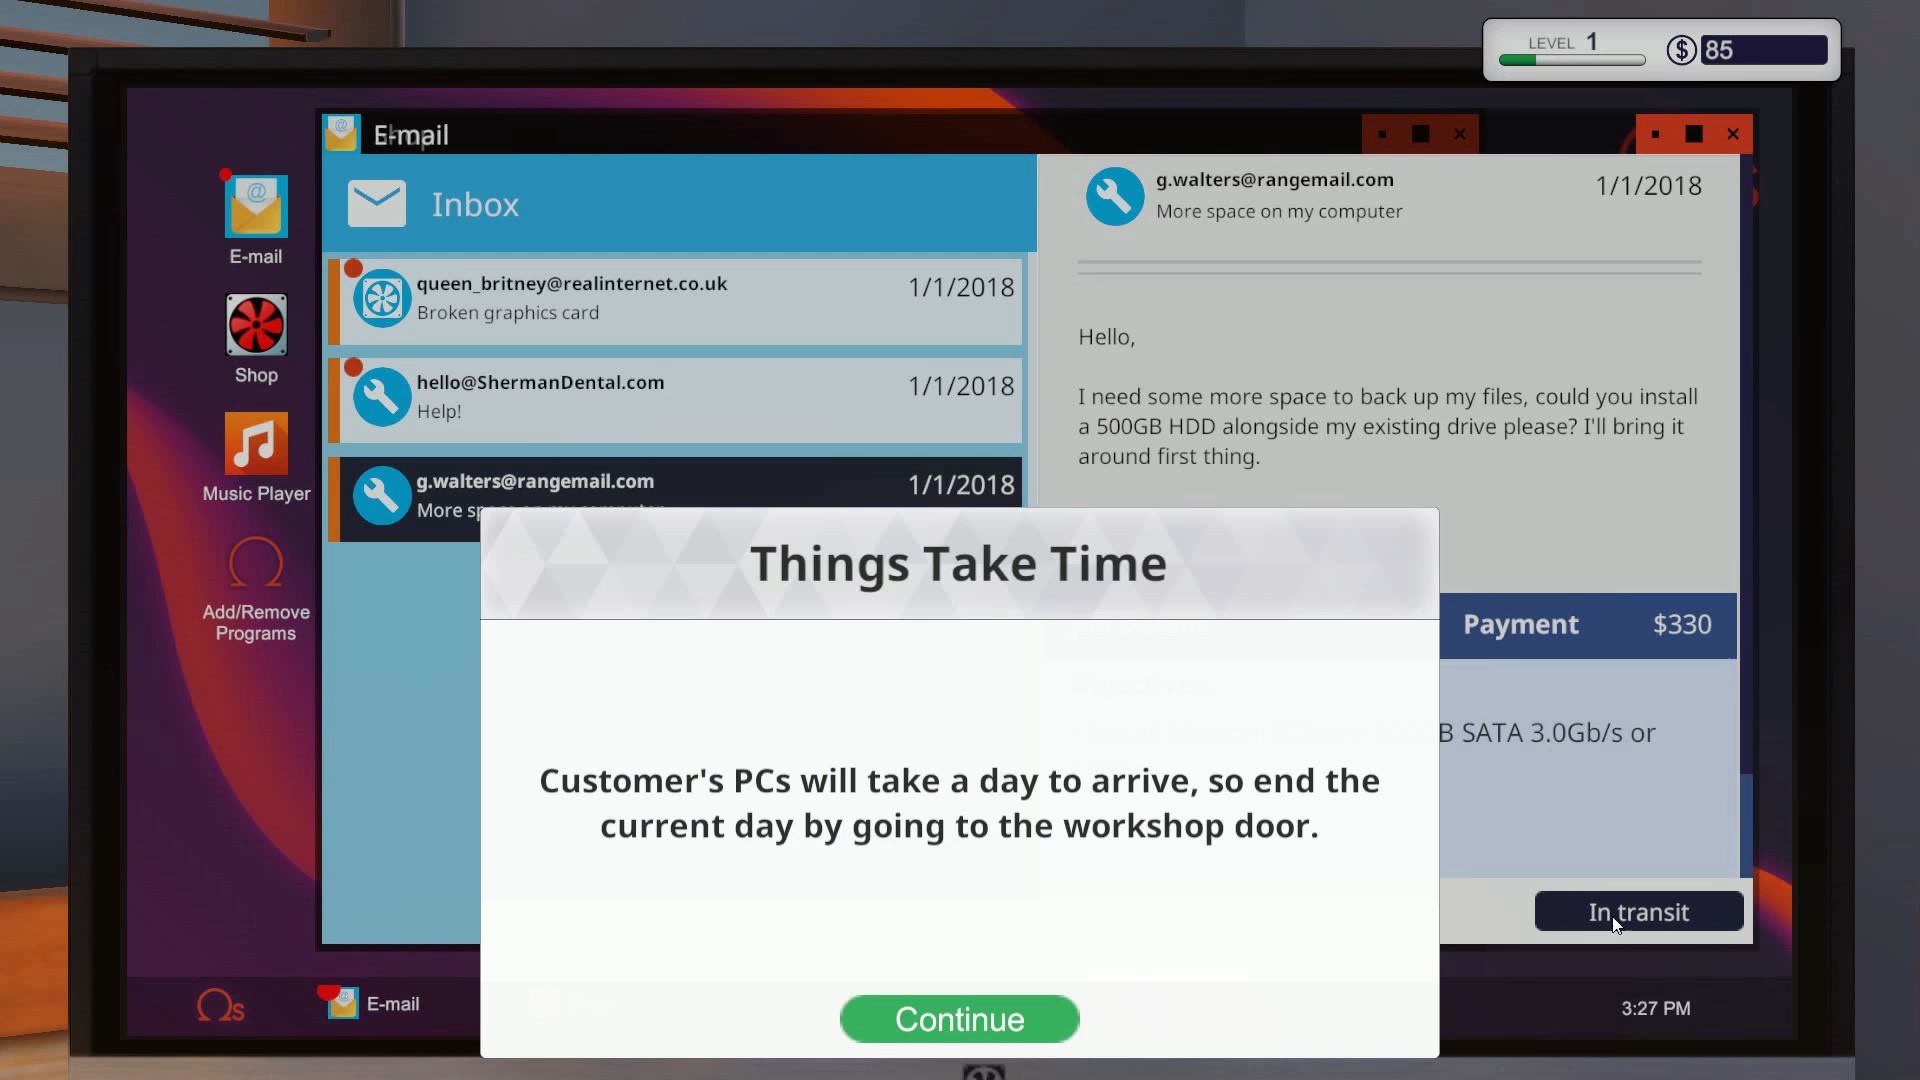 LEVEL 1
$ 85
E-mail
Inbox
g.walters@rangemail.com
1/1/2018
More space on my computer
E-mail
queen_britney@realinternet.co.uk
1/1/2018
Broken graphics card
Hello,
Shop
hello@ShermanDental.com
1/1/2018
Help!
I need some more space to back up my files, could you install
a 500GB HDD alongside my existing drive please? I'll bring it
around first thing.
Music Player
g.walters@rangemail.com
1/1/2018
More
Things Take Time
Add/Remove
Programs
Payment $330
B SATA 3.0Gb/s or
Customer's PCs will take a day to arrive, so end the
current day by going to the workshop door.
In transit
Ωs
E-mail
Continue
3:27 PM